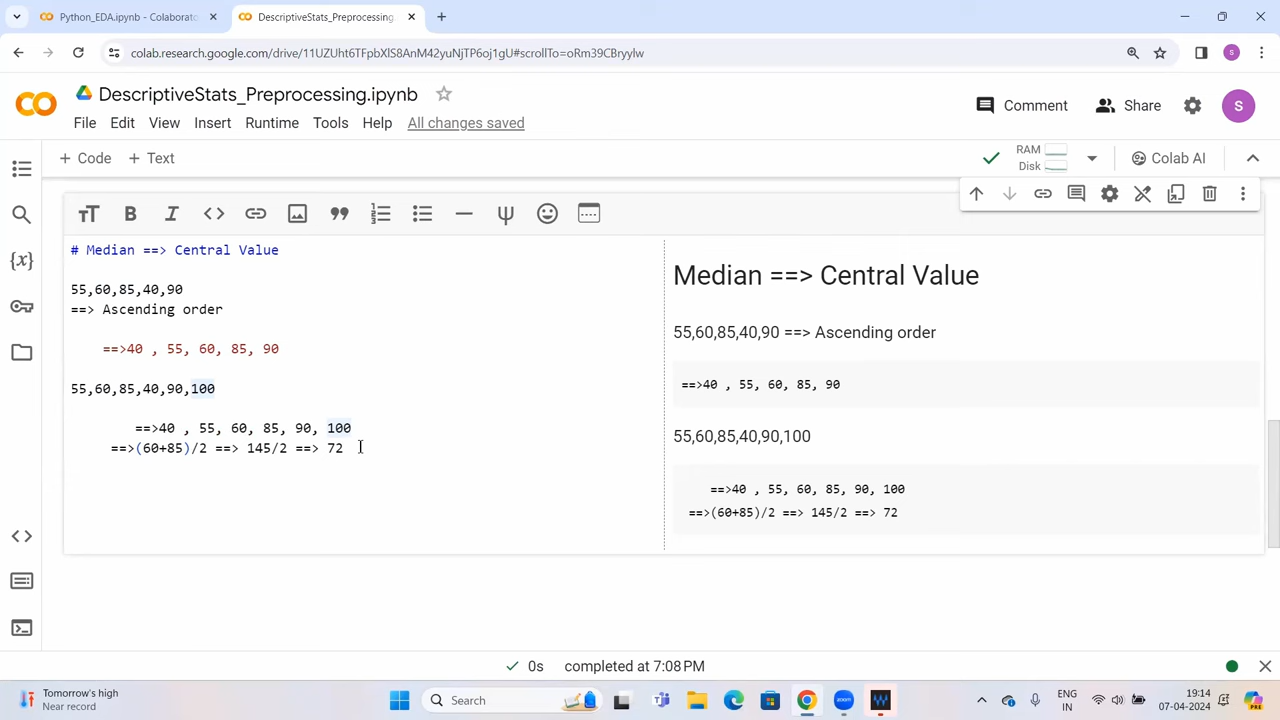 Python_EDA.ipynb - Colaborato
DescriptiveStats_Preprocessing
colab.research.google.com/drive/11UZUht6TFpbXlS8AnM42yuNjTP6oj1gU#scrollTo=oRm39CBryylw
S
DescriptiveStats_Preprocessing.ipynb
Comment
Share
S
File Edit View Insert Runtime Tools Help All changes saved
+ Code + Text
RAM
Disk
Colab AI
# Median ==> Central Value
55,60,85,40,90
==> Ascending order
==>40 , 55, 60, 85, 90
55,60,85,40,90,100
==>40 , 55, 60, 85, 90, 100
==>(60+85)/2 ==> 145/2 ==> 72
Median ==> Central Value
55,60,85,40,90 ==> Ascending order
==>40 , 55, 60, 85, 90
55,60,85,40,90,100
==>40 , 55, 60, 85, 90, 100
==>(60+85)/2 ==> 145/2 ==> 72
0s completed at 7:08 PM
Tomorrow's high
Near record
Search
ENG
IN
19:14
07-04-2024